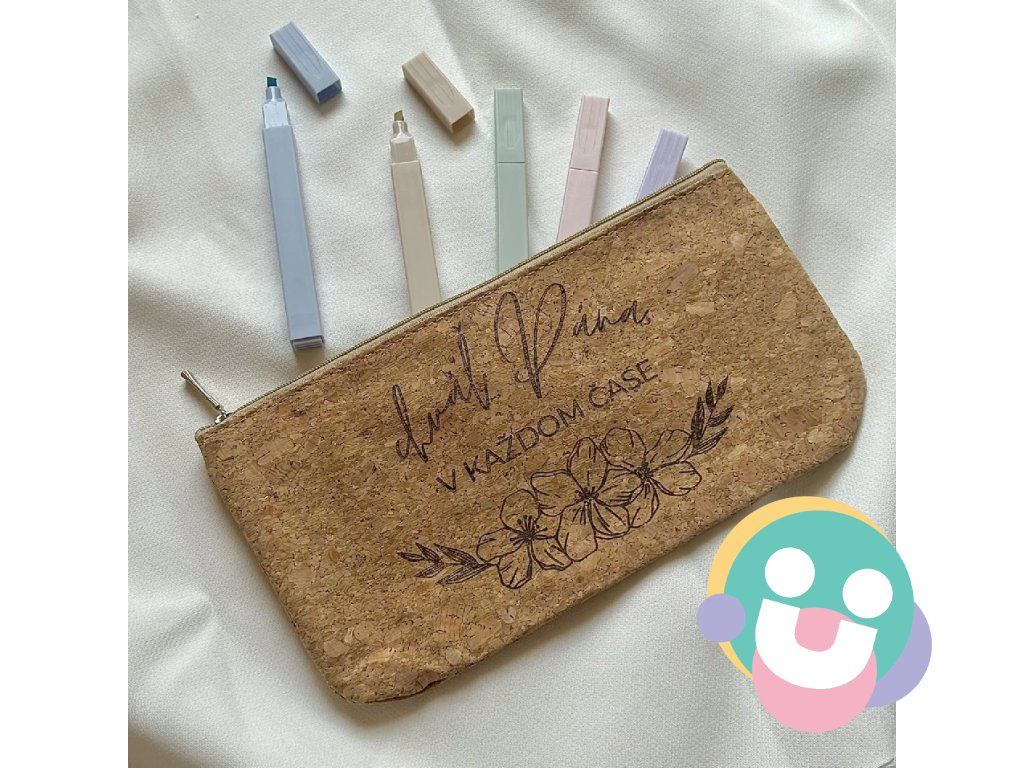 chváľ Pána
V KAŽDOM ČASE